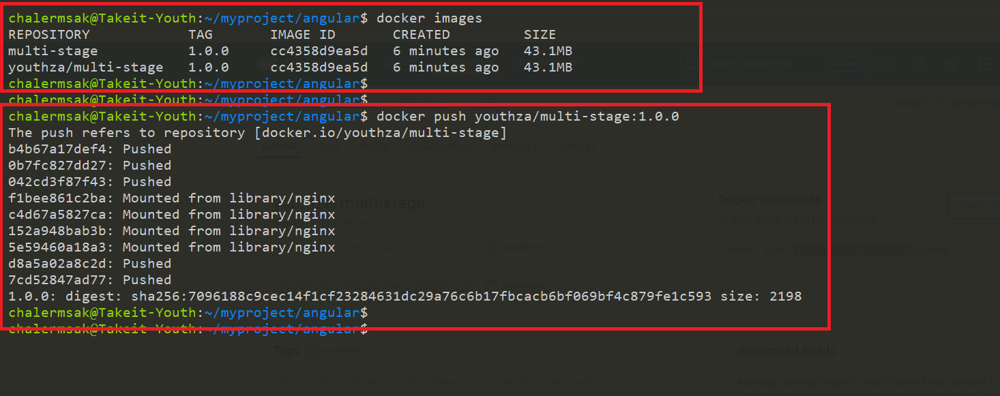 chalermsak@Takeit-Youth:~/myproject/angular$ docker images
REPOSITORY TAG IMAGE ID CREATED SIZE
multi-stage 1.0.0 cc4358d9ea5d 6 minutes ago 43.1MB
youthza/multi-stage 1.0.0 cc4358d9ea5d 6 minutes ago 43.1MB
chalermsak@Takeit-Youth:~/myproject/angular$
chalermsak@Takeit-Youth:~/myproject/angular$
chalermsak@Takeit-Youth:~/myproject/angular$ docker push youthza/multi-stage:1.0.0
The push refers to repository [docker.io/youthza/multi-stage]
b4b67a17def4: Pushed
General Tags Builds Collaborators Webhooks Settings
0b7fc827dd27: Pushed
042cd3f87f43: Pushed
f1bee861c2ba: Mounted from library/nginx
/multi-stage
Docker commands
c4d67a5827ca: Mounted from library/nginx
To push a new tag to this repository:
152a948bab3b: Mounted from library/nginx
5e59460a18a3: Mounted from library/nginx
docker push
d8a5a02a8c2d: Pushed
7cd52847ad77: Pushed
1.0.0: digest: sha256:7096188c9cec14f1cf23284631dc29a76c6b17fbcacb6bf069bf4c879fe1c593 size: 2198
chalermsak@Takeit-Youth:~/myproject/angular$
chalermsak@Takeit-Youth:~/myproject/angular$
Tags INCOMPLETE
Automated Builds